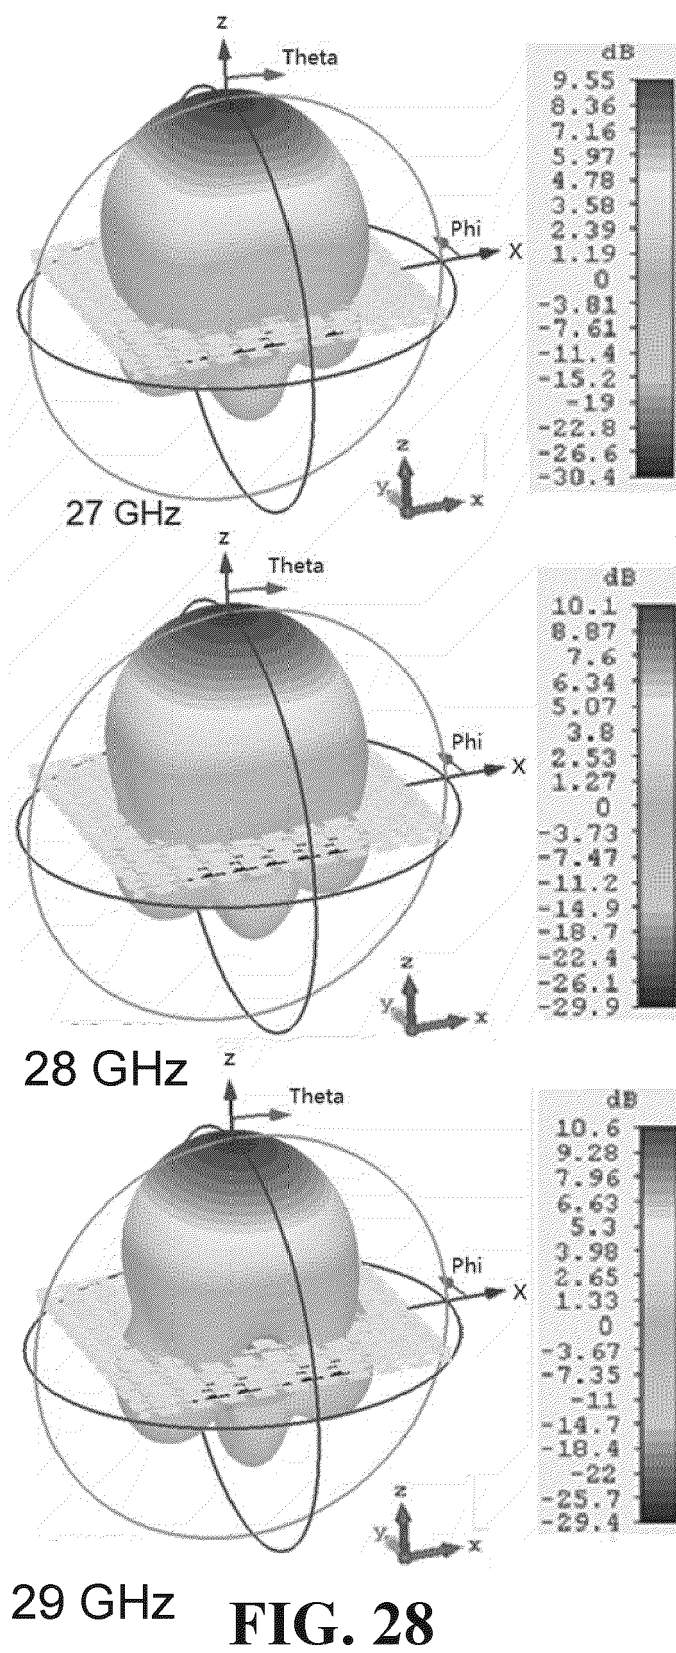 z
Theta
Phi
X
dB
9.55
8.36
7.16
5.97
4.78
3.58
2.39
1.19
0
-3.81
-7.61
-11.4
-15.2
-19
-22.8
-26.6
-30.4
z
y
x
27 GHz
z
Theta
Phi
X
dB
10.1
8.87
7.6
6.34
5.07
3.8
2.53
1.27
0
-3.73
-7.47
-11.2
-14.9
-18.7
-22.4
-26.1
-29.9
z
y
x
28 GHz
z
Theta
Phi
X
dB
10.6
9.28
7.96
6.63
5.3
3.98
2.65
1.33
0
-3.67
-7.35
-11
-14.7
-18.4
-22
-25.7
-29.4
z
y
x
29 GHz
FIG. 28